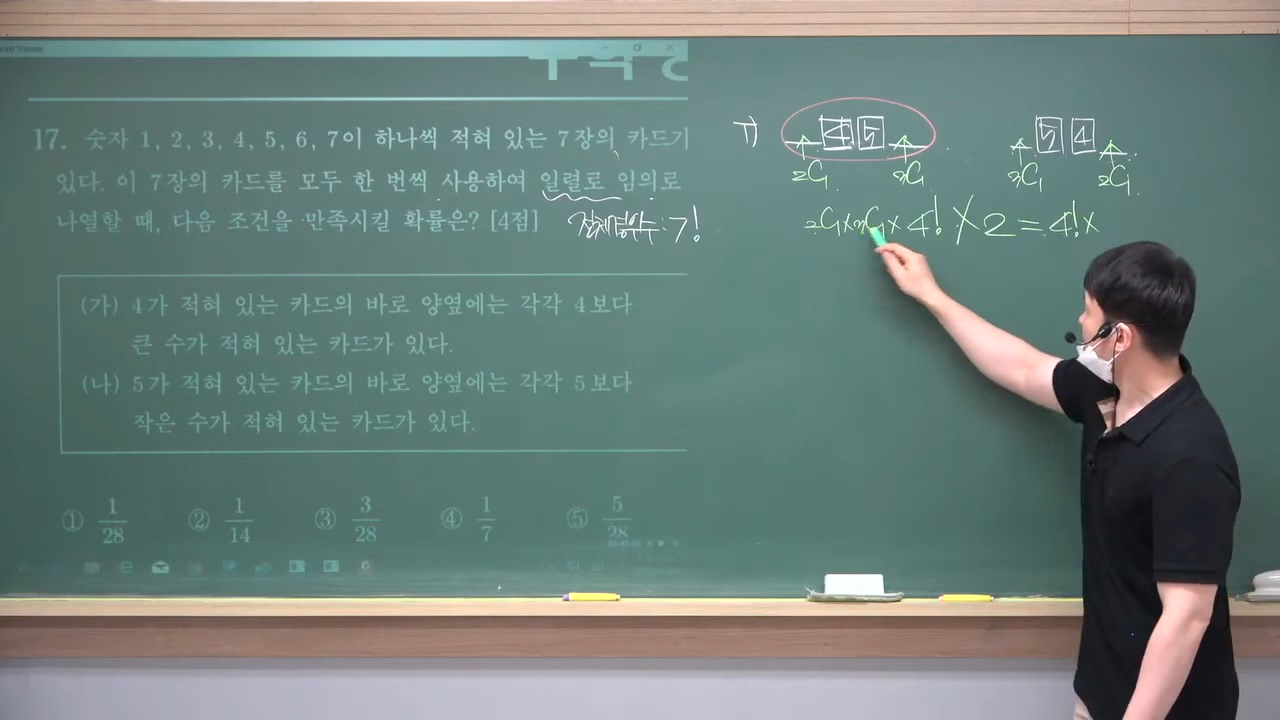 17. 숫자 1, 2, 3, 4, 5, 6, 7이 하나씩 적혀 있는 7장의 카드가
있다. 이 7장의 카드를 모두 한 번씩 사용하여 일렬로 임의로
나열할 때, 다음 조건을 만족시킬 확률은? [4점]
전체경우수 : 7!
(가) 4가 적혀 있는 카드의 바로 양옆에는 각각 4보다
큰 수가 적혀 있는 카드가 있다.
(나) 5가 적혀 있는 카드의 바로 양옆에는 각각 5보다
작은 수가 적혀 있는 카드가 있다.
① 1/28 ② 1/14 ③ 3/28 ④ 1/7 ⑤ 5/28
ㄱ) 4 5
2C1 3C1
5 4
3C1 2C1
2C1×3C1×4! ×2 = 4!×